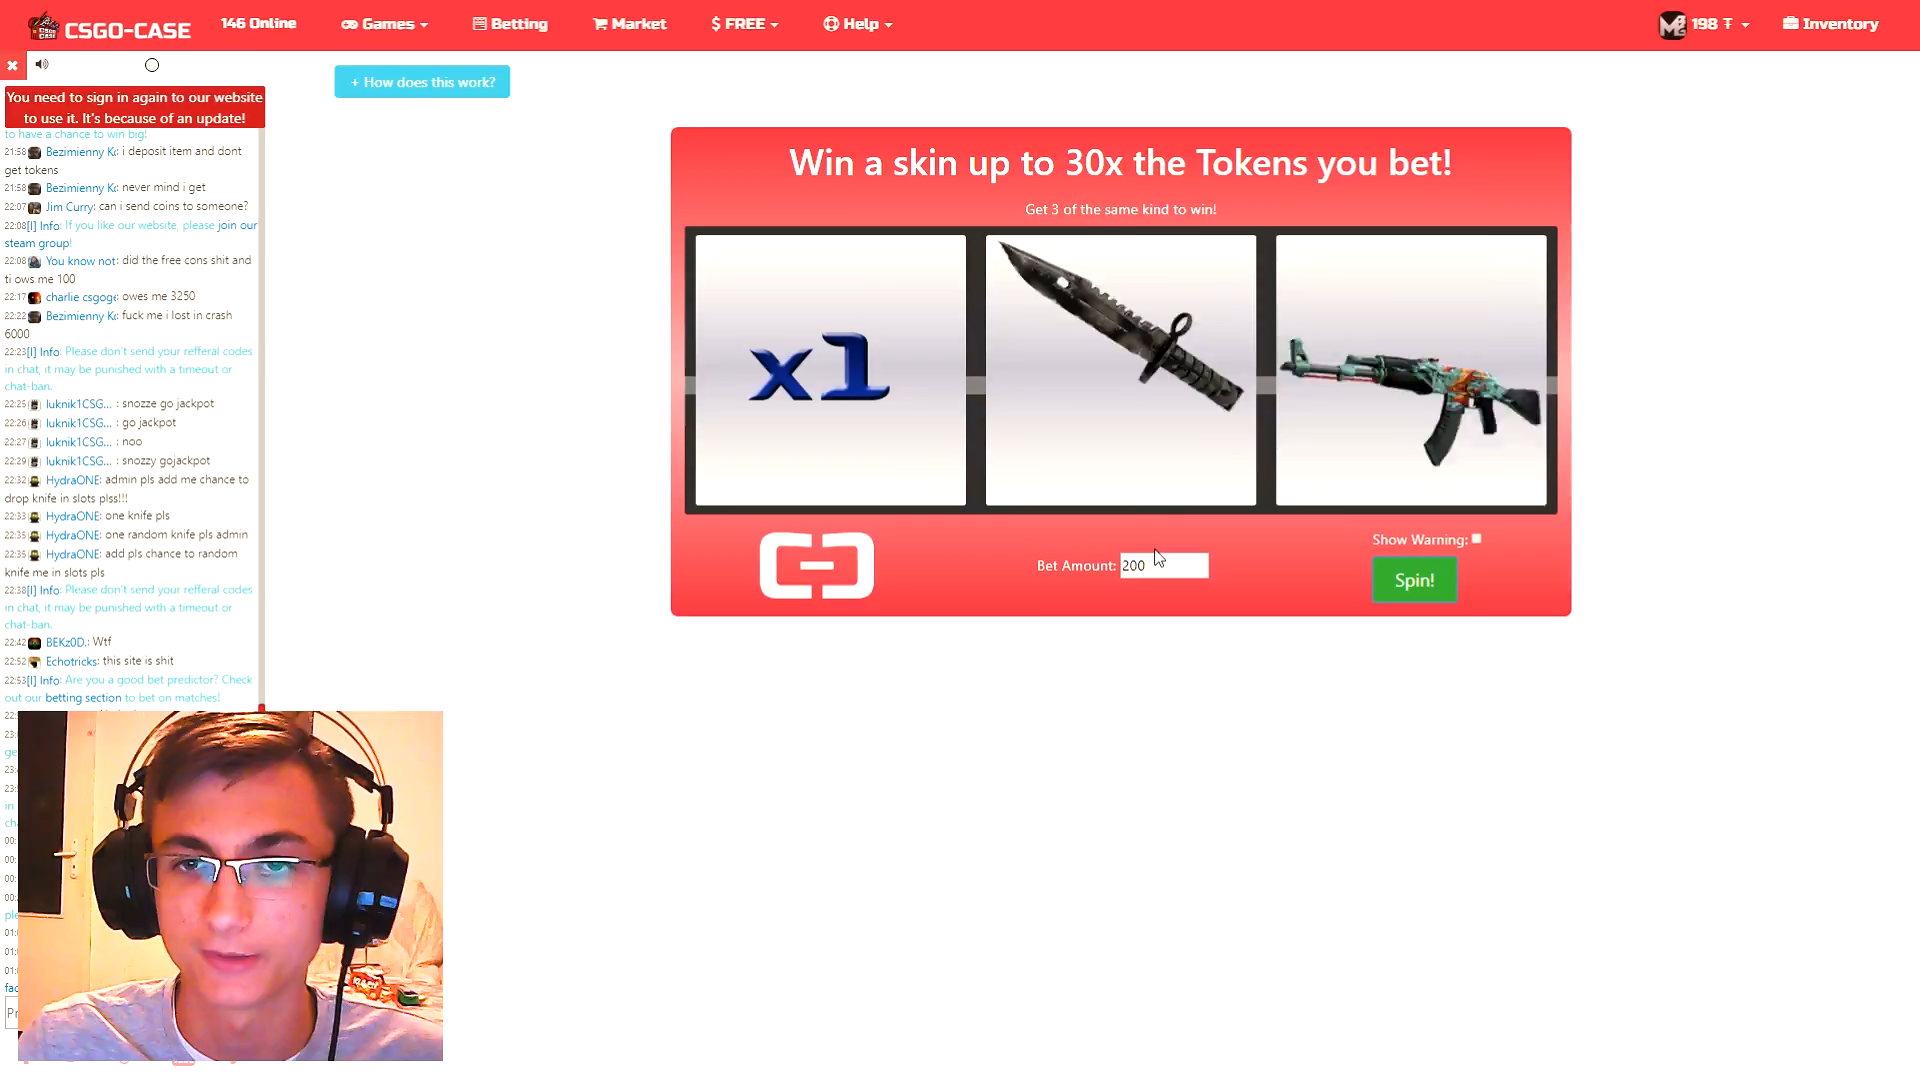 CSGO-CASE
146 Online
Games
Betting
Market
$ FREE
Help
198 Ŧ
Inventory
You need to sign in again to our website
to use it. It's because of an update!
to have a chance to win big!
21:58 Bezimienny Kc: i deposit item and dont
get tokens
21:58 Bezimienny Kc: never mind i get
22:07 Jim Curry: can i send coins to someone?
22:08[I] Info: If you like our website, please join our
steam group!
22:08 You know not: did the free cons shit and
ti ows me 100
22:17 charlie csgoge: owes me 3250
22:22 Bezimienny Kc: fuck me i lost in crash
6000
22:23[I] Info: Please don't send your refferal codes
in chat, it may be punished with a timeout or
chat-ban.
22:25 luknik1CSG... : snozze go jackpot
22:26 luknik1CSG... : go jackpot
22:27 luknik1CSG... : noo
22:29 luknik1CSG... : snozzy gojackpot
22:32 HydraONE: admin pls add me chance to
drop knife in slots plss!!!
22:33 HydraONE: one knife pls
22:35 HydraONE: one random knife pls admin
22:35 HydraONE: add pls chance to random
knife me in slots pls
22:38[I] Info: Please don't send your refferal codes
in chat, it may be punished with a timeout or
chat-ban.
22:42 BEKz0D.: Wtf
22:52 Echotricks: this site is shit
22:53[I] Info: Are you a good bet predictor? Check
out our betting section to bet on matches!
+ How does this work?
Win a skin up to 30x the Tokens you bet!
Get 3 of the same kind to win!
x1
Bet Amount: 200
Show Warning:
Spin!